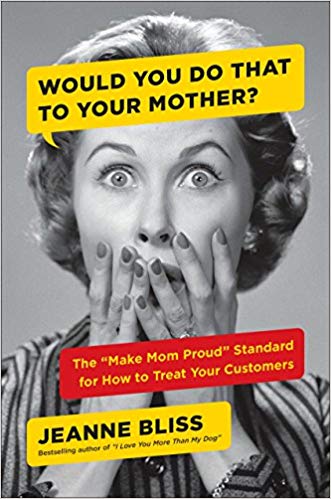 WOULD YOU DO THAT
TO YOUR MOTHER?
The “Make Mom Proud” Standard
for How to Treat Your Customers
JEANNE BLISS
Bestselling author of "I Love You More Than My Dog"